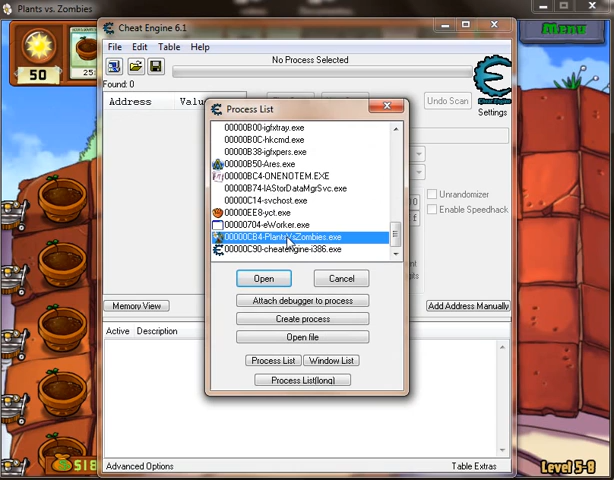 Plants vs. Zombies
Cheat Engine 6.1
File Edit Table Help
No Process Selected
Found: 0
Address
Undo Scan
Settings
50
Menu
Process List
00000B00-igfxtray.exe
00000B0C-hkcmd.exe
00000B38-igfxpers.exe
00000B50-Ares.exe
00000BC4-ONENOTEM.EXE
00000B74-IAStorDataMgrSvc.exe
00000C14-svchost.exe
00000EE8-yct.exe
00000704-eWorker.exe
00000CB4-PlantsVsZombies.exe
Unrandomizer
Enable Speedhack
Open
Cancel
Memory View
Attach debugger to process
Add Address Manually
Create process
Active Description
Open file
Process List
Window List
Process List(long)
Advanced Options
Table Extras
Level 5-8